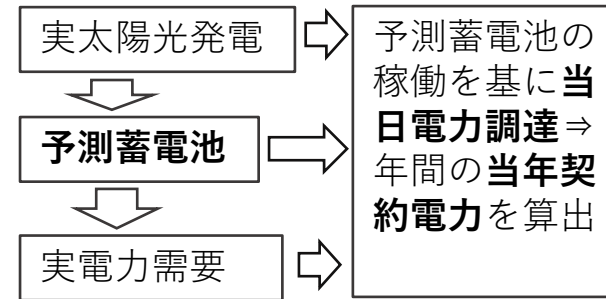 実太陽光発電
予測蓄電池
実電力需要
予測蓄電池の
稼働を基に当
日電力調達⇒
年間の当年契
約電力を算出